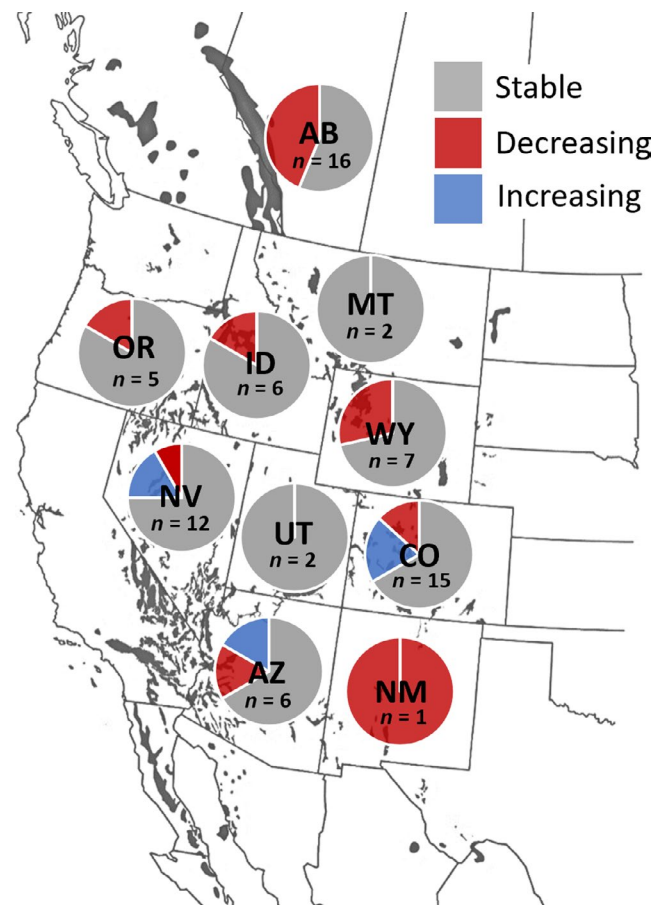 Stable
Decreasing
Increasing
AB
n = 16
MT
n = 2
OR
n = 5
ID
n = 6
WY
n = 7
NV
n = 12
UT
n = 2
CO
n = 15
AZ
n = 6
NM
n = 1